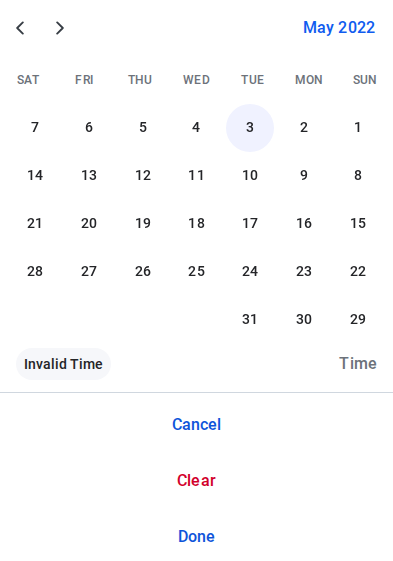 May 2022
SAT FRI THU WED TUE MON SUN
7 6 5 4 3 2 1
14 13 12 11 10 9 8
21 20 19 18 17 16 15
28 27 26 25 24 23 22
31 30 29
Invalid Time Time
Cancel
Clear
Done